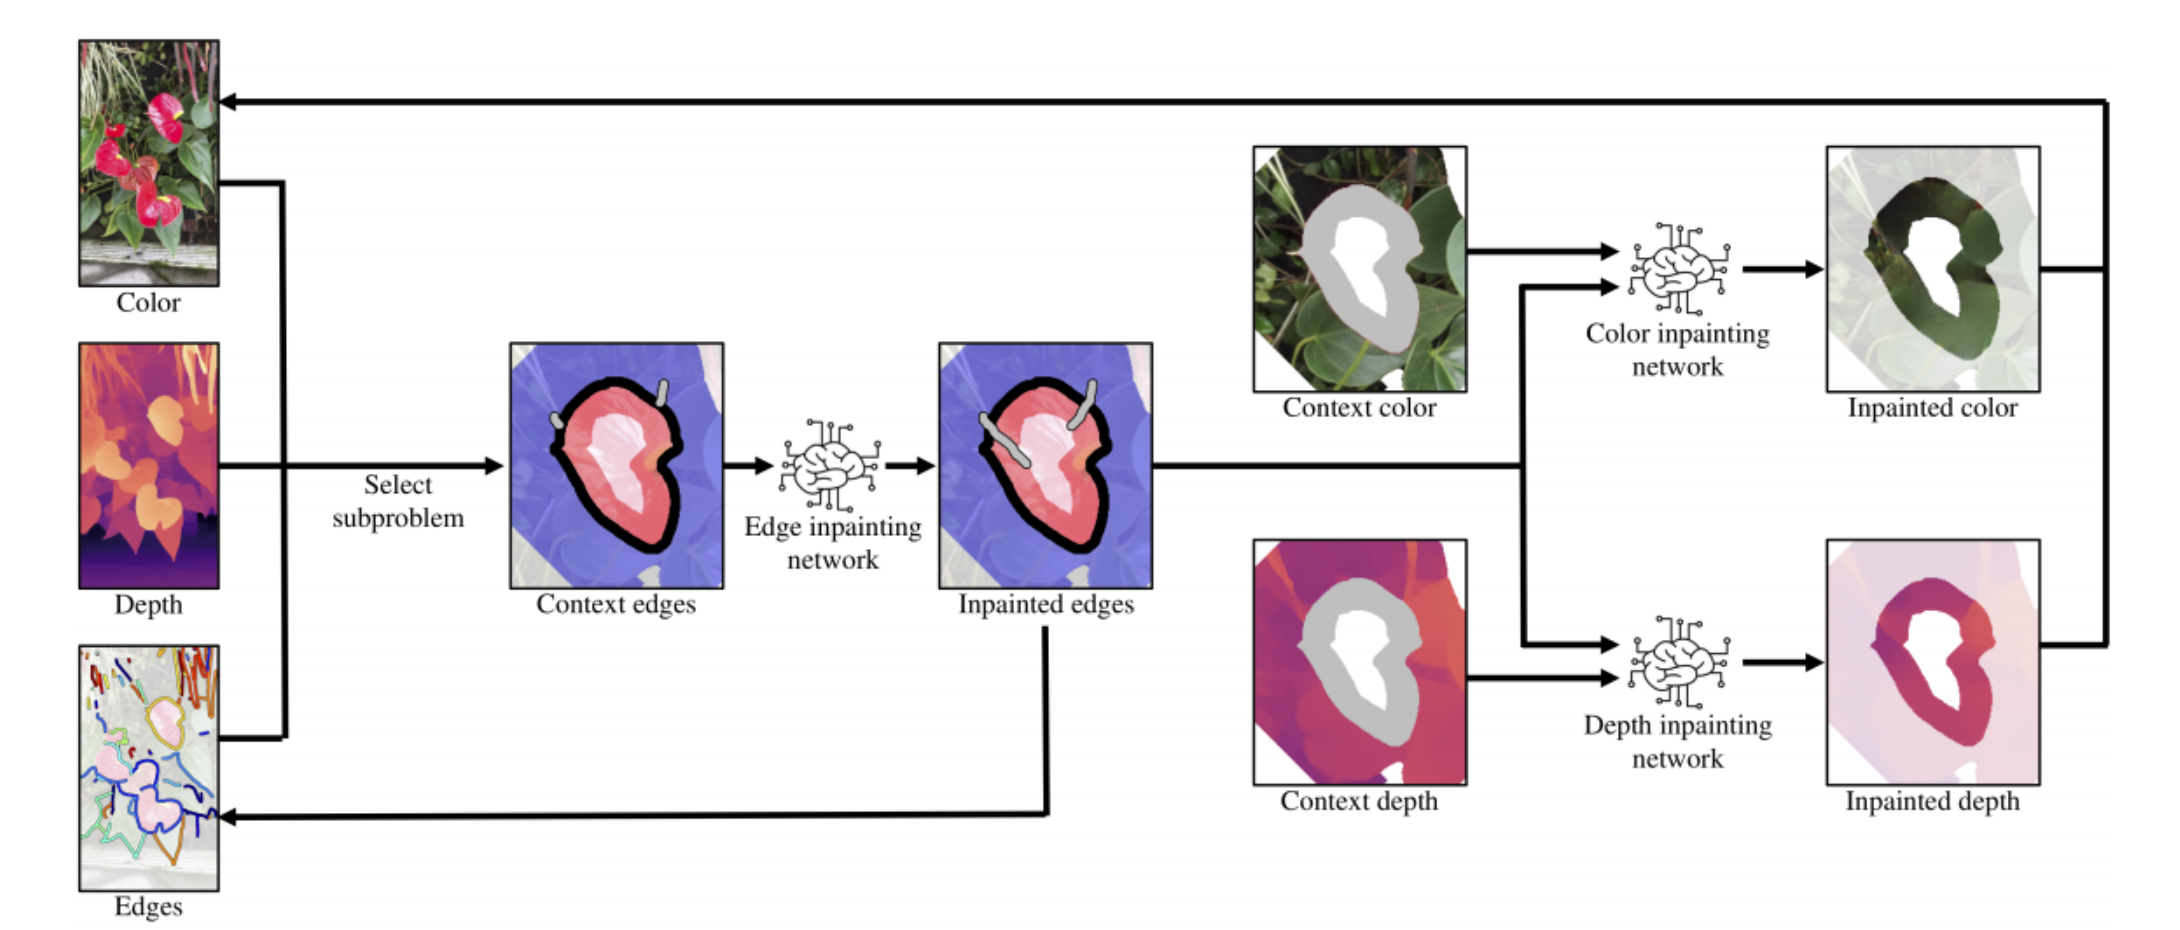 Color
Depth
Edges
Select
subproblem
Context edges
Edge inpainting
network
Inpainted edges
Context color
Context depth
Color inpainting
network
Depth inpainting
network
Inpainted color
Inpainted depth